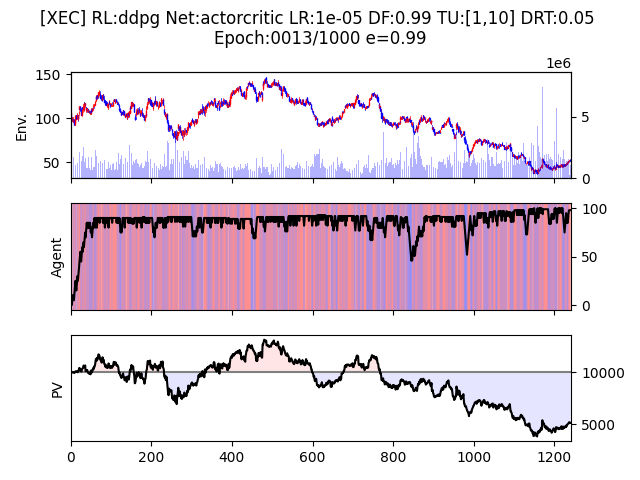 [XEC] RL:ddpg Net:actorcritic LR:1e-05 DF:0.99 TU:[1,10] DRT:0.05
Epoch:0013/1000 e=0.99
1e6
150
100
50
Env.
5
0
Agent
100
50
0
PV
10000
5000
0
200
400
600
800
1000
1200